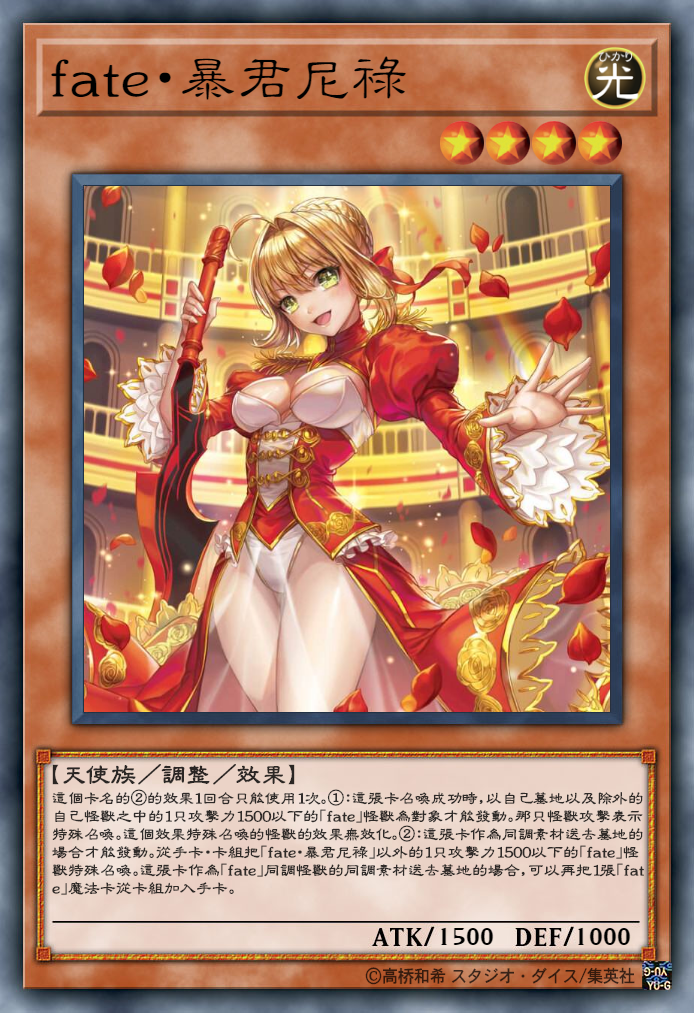 fate·暴君尼祿
ひかり
光
【天使族／調整／效果】
這個卡名的②的效果1回合只能使用1次。①:這張卡召喚成功時,以自己墓地以及除外的
自己怪獸之中的1只攻擊力1500以下的「fate」怪獸為對象才能發動。那只怪獸攻擊表示
特殊召喚。這個效果特殊召喚的怪獸的效果無效化。②:這張卡作為同調素材送去墓地的
場合才能發動。從手卡·卡組把「fate·暴君尼祿」以外的1只攻擊力1500以下的「fate」怪
獸特殊召喚。這張卡作為「fate」同調怪獸的同調素材送去墓地的場合,可以再把1張「fat
e」魔法卡從卡組加入手卡。
ATK/1500 DEF/1000
©高桥和希 スタジオ・ダイス/集英社
YU-G
YU-G